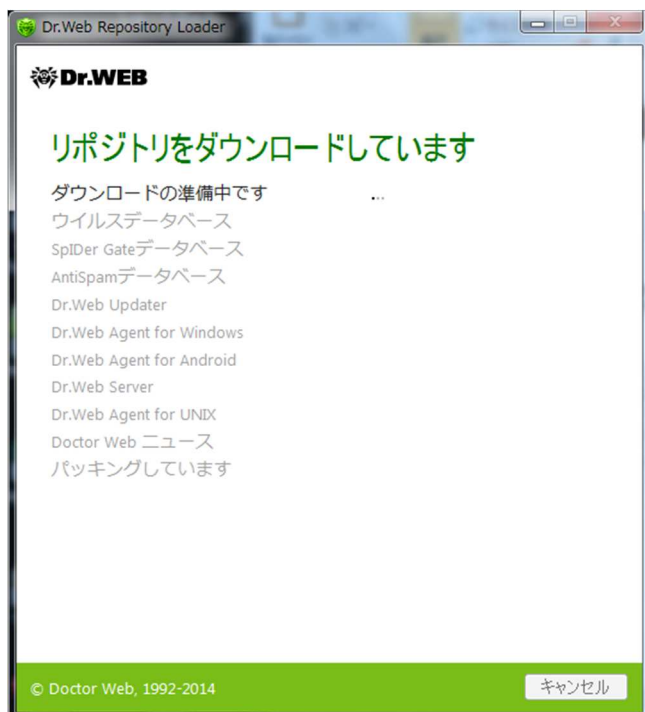 Dr.Web Repository Loader
Dr.WEB
リポジトリをダウンロードしています
ダウンロードの準備中です ...
ウイルスデータベース
SpIDer Gateデータベース
AntiSpamデータベース
Dr.Web Updater
Dr.Web Agent for Windows
Dr.Web Agent for Android
Dr.Web Server
Dr.Web Agent for UNIX
Doctor Web ニュース
パッキングしています
© Doctor Web, 1992-2014
キャンセル